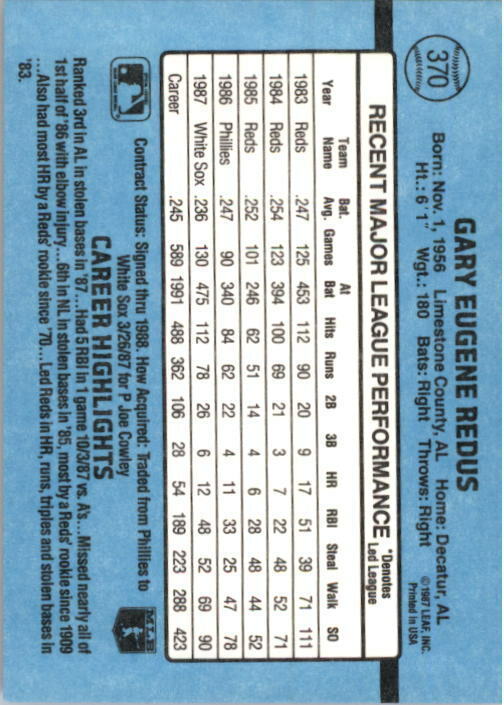 370
GARY EUGENE REDUS
Born: Nov. 1, 1956 Limestone County, AL Home: Decatur, AL
Ht.: 6'1" Wgt.: 180 Bats: Right Throws: Right
©1987 LEAF, INC.
Printed in USA
RECENT MAJOR LEAGUE PERFORMANCE *Denotes Led League
Year Team Name Bat. Avg. Games At Bat Hits Runs 2B 3B HR RBI Steal Walk SO
1983 Reds .247 125 453 112 90 20 9 17 51 39 71 111
1984 Reds .254 123 394 100 69 21 3 7 22 48 52 71
1985 Reds .252 101 246 62 51 14 4 6 28 48 44 52
1986 Phillies .247 90 340 84 62 22 4 11 33 25 47 78
1987 White Sox .236 130 475 112 78 26 6 12 48 52 69 90
Career .245 589 1991 488 362 106 28 54 189 223 288 423
Contract Status: Signed thru 1988. How Acquired: Traded from Phillies to
White Sox 3/26/87 for P Joe Cowley
MLB
CAREER HIGHLIGHTS
Ranked 3rd in AL in stolen bases in '87....Had 5 RBI in 1 game 10/3/87 vs. A's....Missed nearly all of
1st half of '86 with elbow injury....6th in NL in stolen bases in '85, most by a Reds' rookie since 1909
....Also had most HR by a Reds' rookie since '70....Led Reds in HR, runs, triples and stolen bases in
'83.